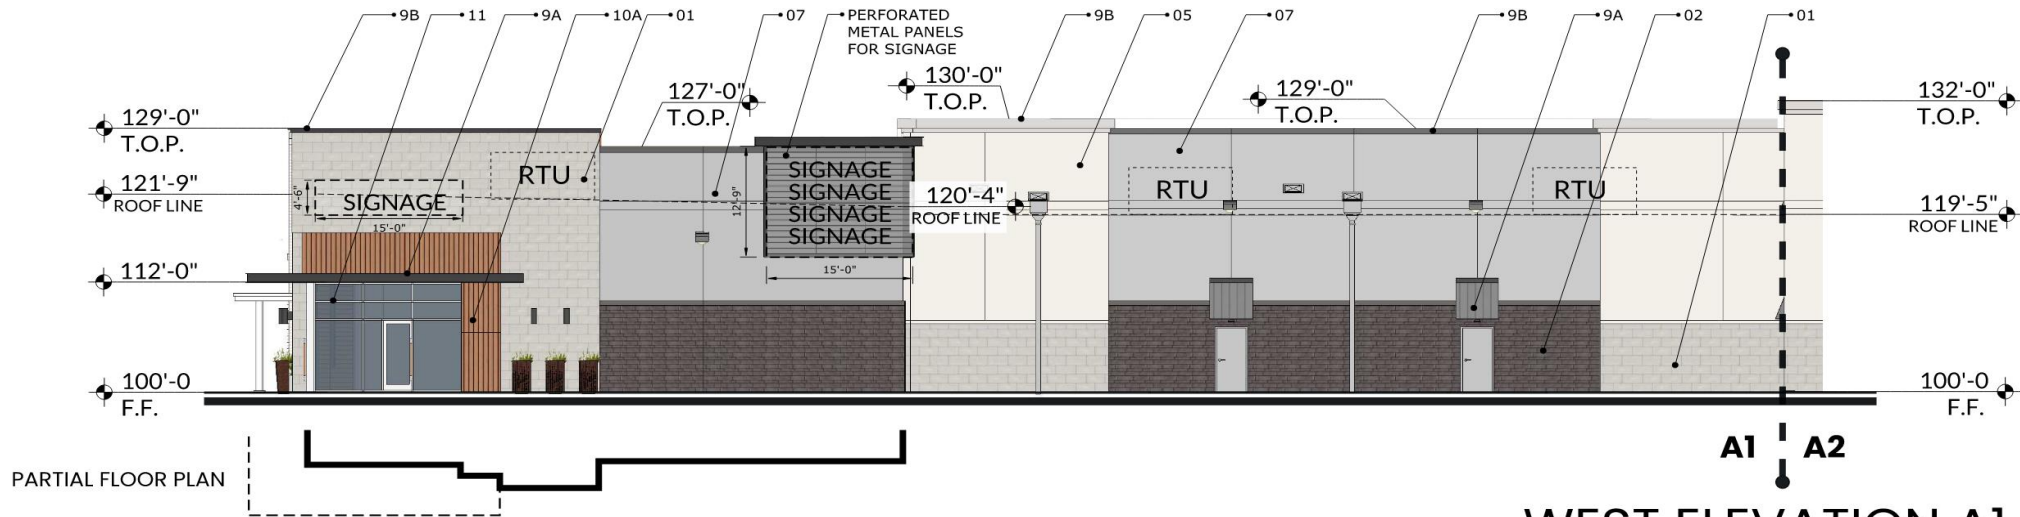 9B
11
9A
10A
01
07
PERFORATED
METAL PANELS
FOR SIGNAGE
9B
05
07
9B
9A
02
01
129'-0"
T.O.P.
127'-0"
T.O.P.
130'-0"
T.O.P.
129'-0"
T.O.P.
132'-0"
T.O.P.
121'-9"
ROOF LINE
4'-6"
SIGNAGE
15'-0"
RTU
12'-9"
SIGNAGE
SIGNAGE
SIGNAGE
SIGNAGE
15'-0"
120'-4"
ROOF LINE
RTU
RTU
119'-5"
ROOF LINE
112'-0"
100'-0
F.F.
100'-0
F.F.
A1
A2
PARTIAL FLOOR PLAN
WEST ELEVATION A1